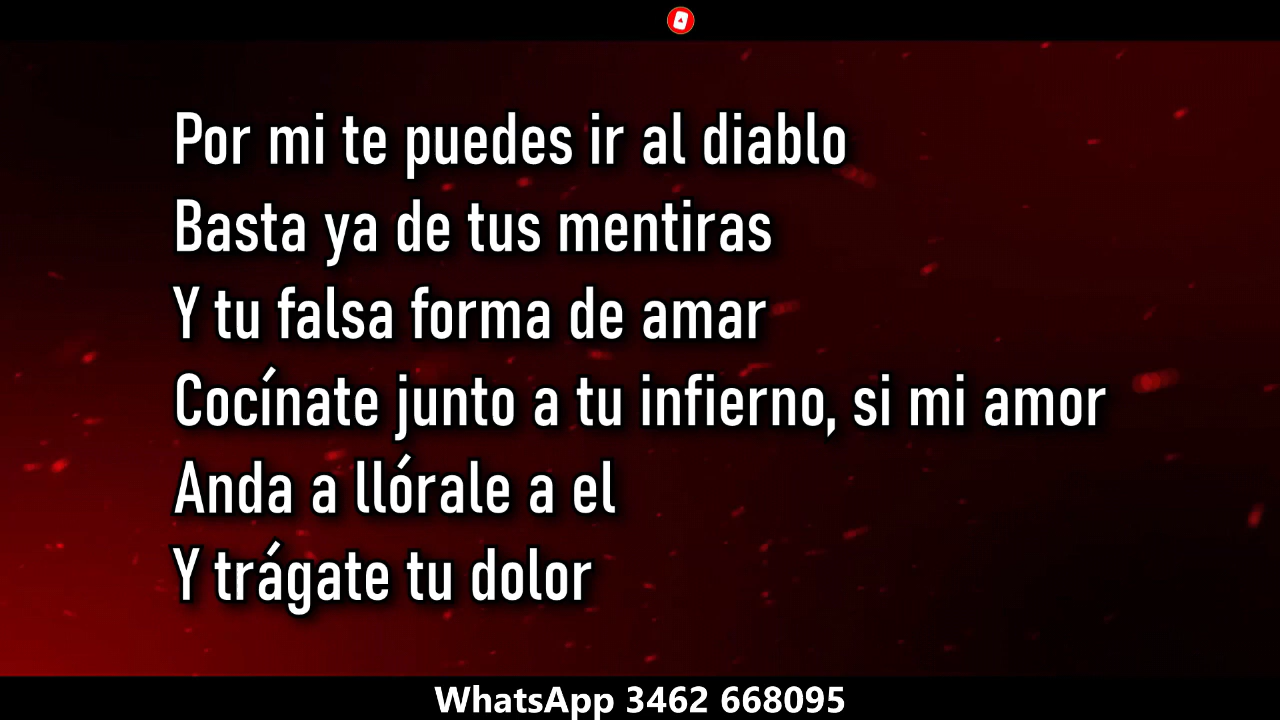 Por mi te puedes ir al diablo
Basta ya de tus mentiras
Y tu falsa forma de amar
Cocínate junto a tu infierno, si mi amor
Anda a llórale a el
Y trágate tu dolor
WhatsApp 3462 668095